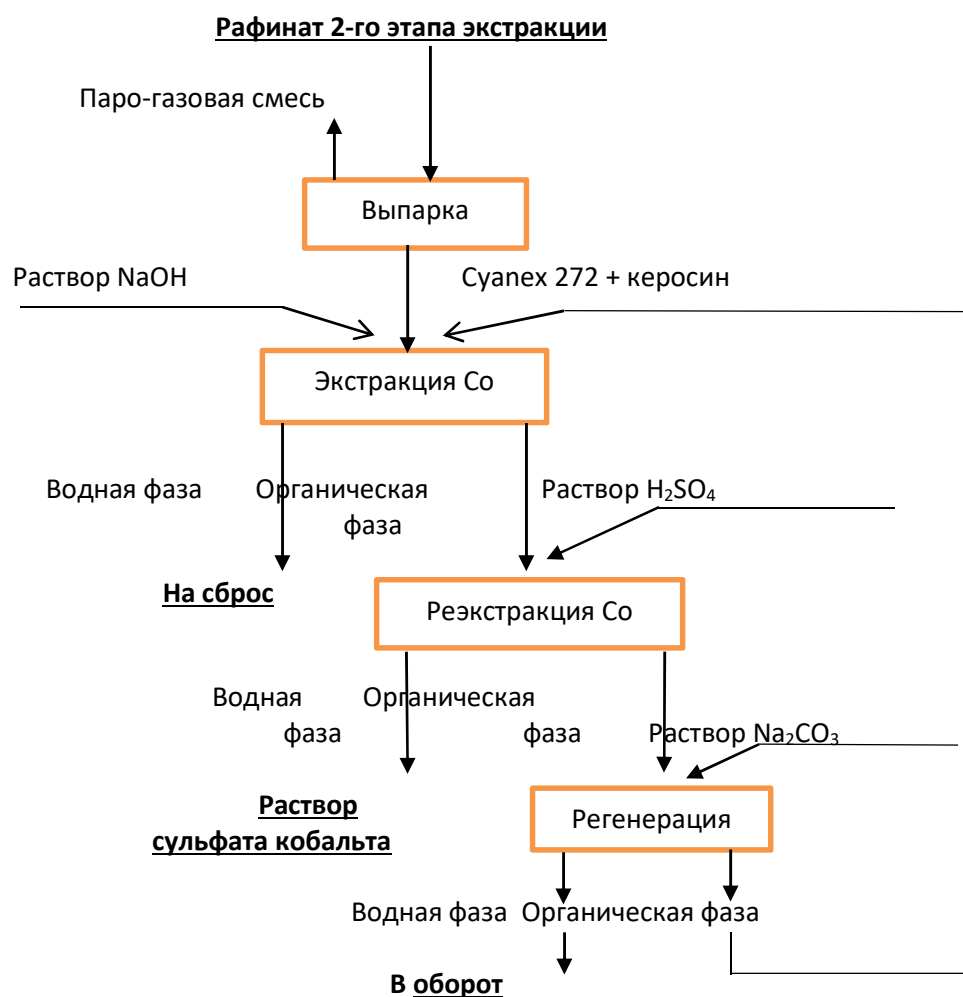 Рафинат 2-го этапа экстракции
Паро-газовая смесь
Выпарка
Раствор NaOH
Cyanex 272 + керосин
Экстракция Co
Водная фаза
Органическая
фаза
Раствор H₂SO₄
На сброс
Реэкстракция Co
Водная
фаза
Органическая
фаза
Раствор Na₂CO₃
Раствор
сульфата кобальта
Регенерация
Водная фаза
Органическая фаза
В оборот